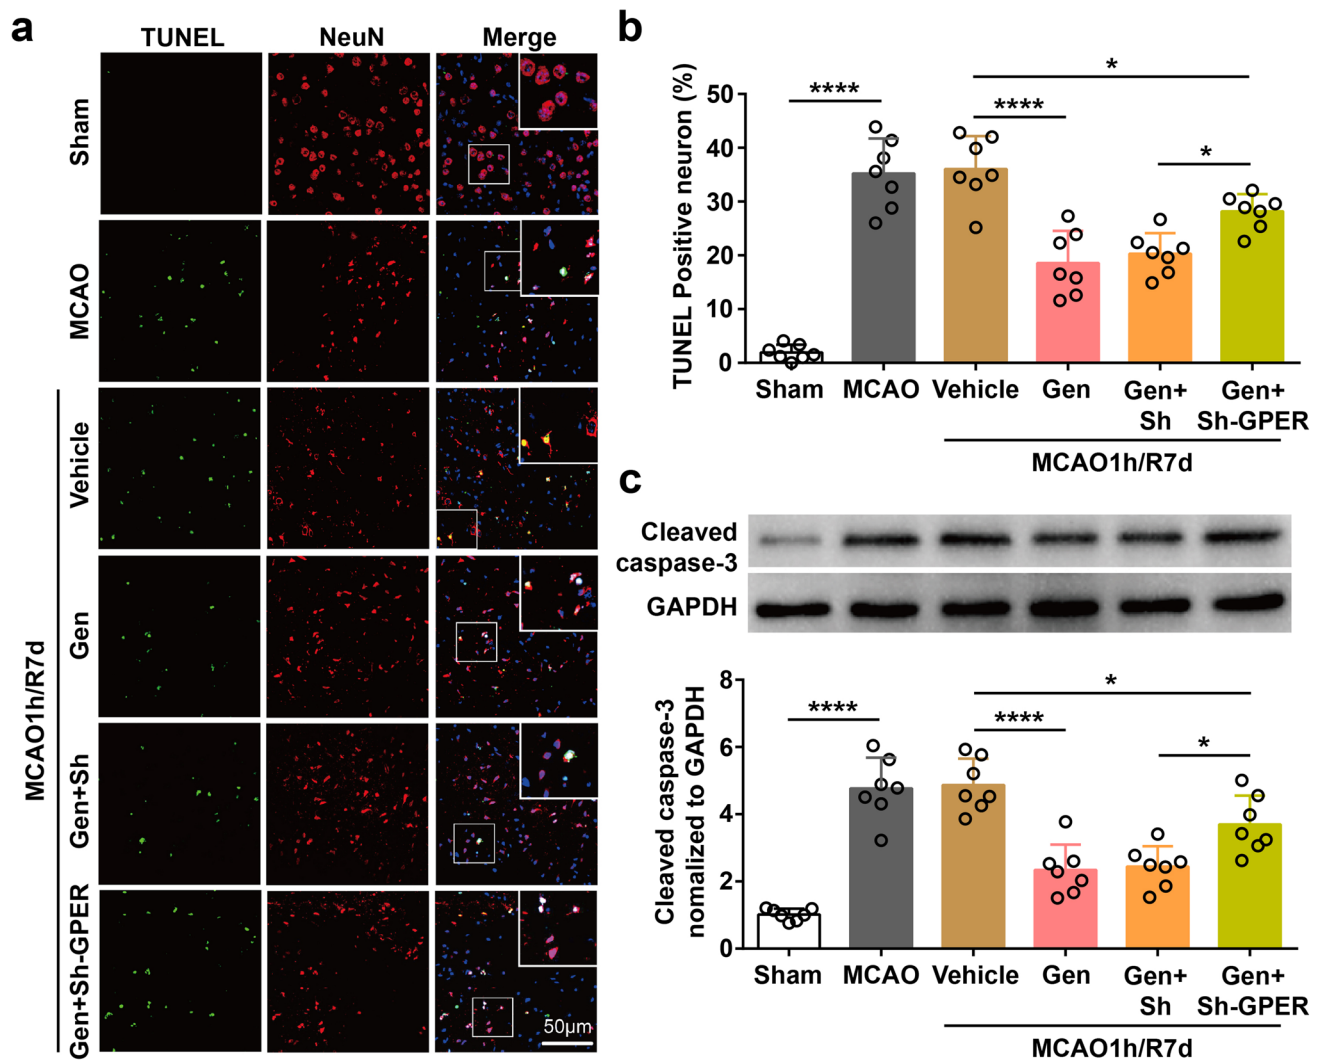 a
TUNEL NeuN Merge
Sham
MCAO
Vehicle
Gen
Gen+Sh
Gen+Sh-GPER
MCAO1h/R7d
50μm
b
TUNEL Positive neuron (%)
50
40
30
20
10
0
****
****
*
*
Sham MCAO Vehicle Gen Gen+ Gen+
Sh Sh-GPER
MCAO1h/R7d
c
Cleaved
caspase-3
GAPDH
Cleaved caspase-3
nomalized to GAPDH
8
6
4
2
0
****
****
*
*
Sham MCAO Vehicle Gen Gen+ Gen+
Sh Sh-GPER
MCAO1h/R7d